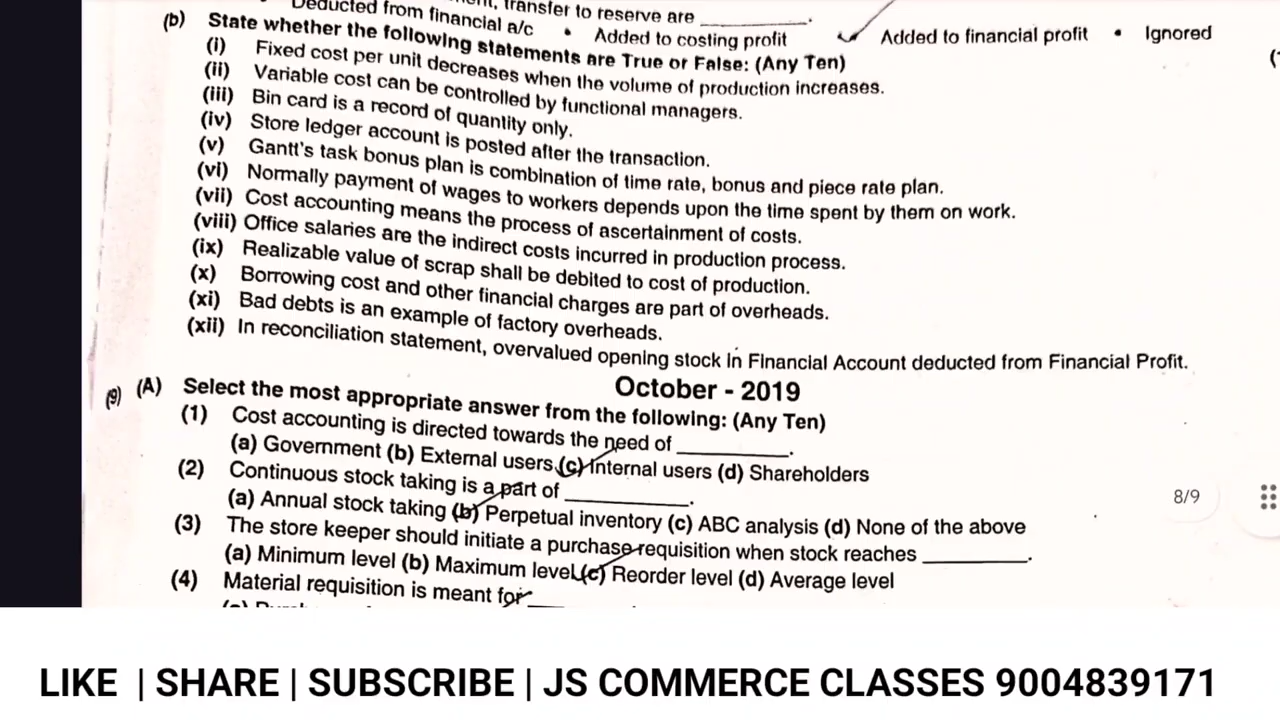 transfer to reserve are ________.
Deducted from financial a/c • Added to costing profit Added to financial profit • Ignored
(b) State whether the following statements are True or False: (Any Ten)
(i) Fixed cost per unit decreases when the volume of production increases.
(ii) Variable cost can be controlled by functional managers.
(iii) Bin card is a record of quantity only.
(iv) Store ledger account is posted after the transaction.
(v) Gantt's task bonus plan is combination of time rate, bonus and piece rate plan.
(vi) Normally payment of wages to workers depends upon the time spent by them on work.
(vii) Cost accounting means the process of ascertainment of costs.
(viii) Office salaries are the indirect costs incurred in production process.
(ix) Realizable value of scrap shall be debited to cost of production.
(x) Borrowing cost and other financial charges are part of overheads.
(xi) Bad debts is an example of factory overheads.
(xii) In reconciliation statement, overvalued opening stock in Financial Account deducted from Financial Profit.
October - 2019
(9) (A) Select the most appropriate answer from the following: (Any Ten)
(1) Cost accounting is directed towards the need of ________.
(a) Government (b) External users (c) Internal users (d) Shareholders
(2) Continuous stock taking is a part of ________.
(a) Annual stock taking (b) Perpetual inventory (c) ABC analysis (d) None of the above
8/9
(3) The store keeper should initiate a purchase requisition when stock reaches ________.
(a) Minimum level (b) Maximum level (c) Reorder level (d) Average level
(4) Material requisition is meant for ________
LIKE | SHARE | SUBSCRIBE | JS COMMERCE CLASSES 9004839171